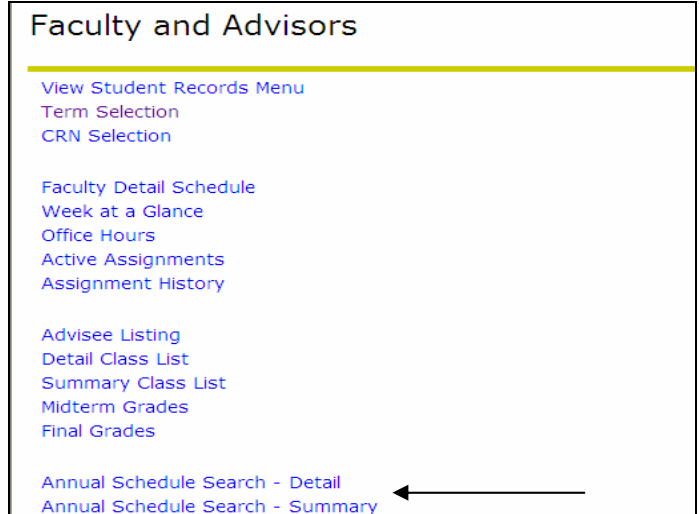 Faculty and Advisors
View Student Records Menu
Term Selection
CRN Selection
Faculty Detail Schedule
Week at a Glance
Office Hours
Active Assignments
Assignment History
Advisee Listing
Detail Class List
Summary Class List
Midterm Grades
Final Grades
Annual Schedule Search - Detail
Annual Schedule Search - Summary